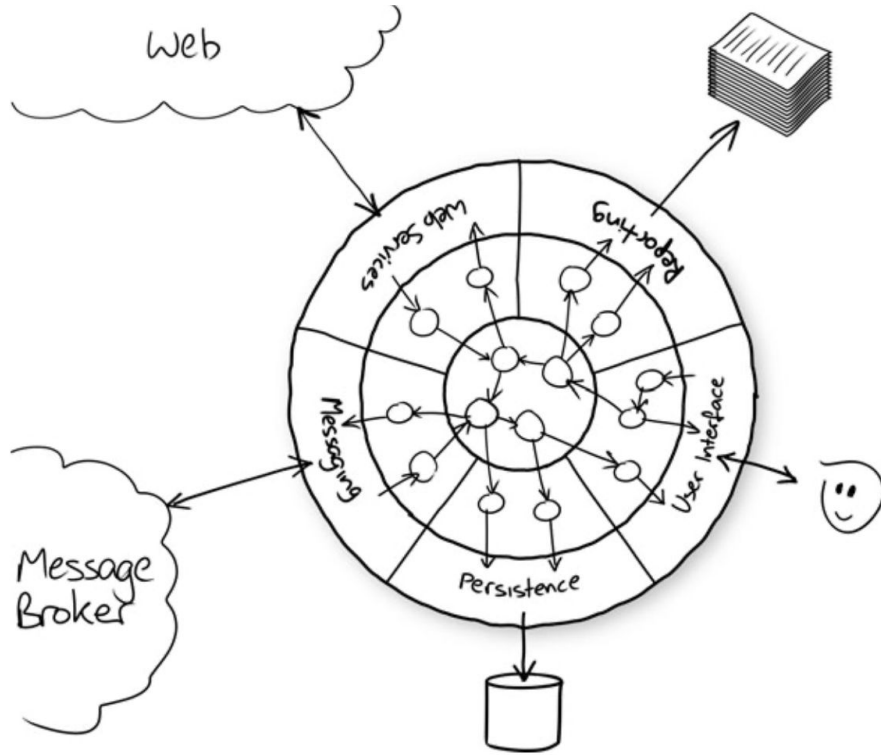 Web
Web Services
Reporting
Messaging
User Interface
Message
Broker
Persistence